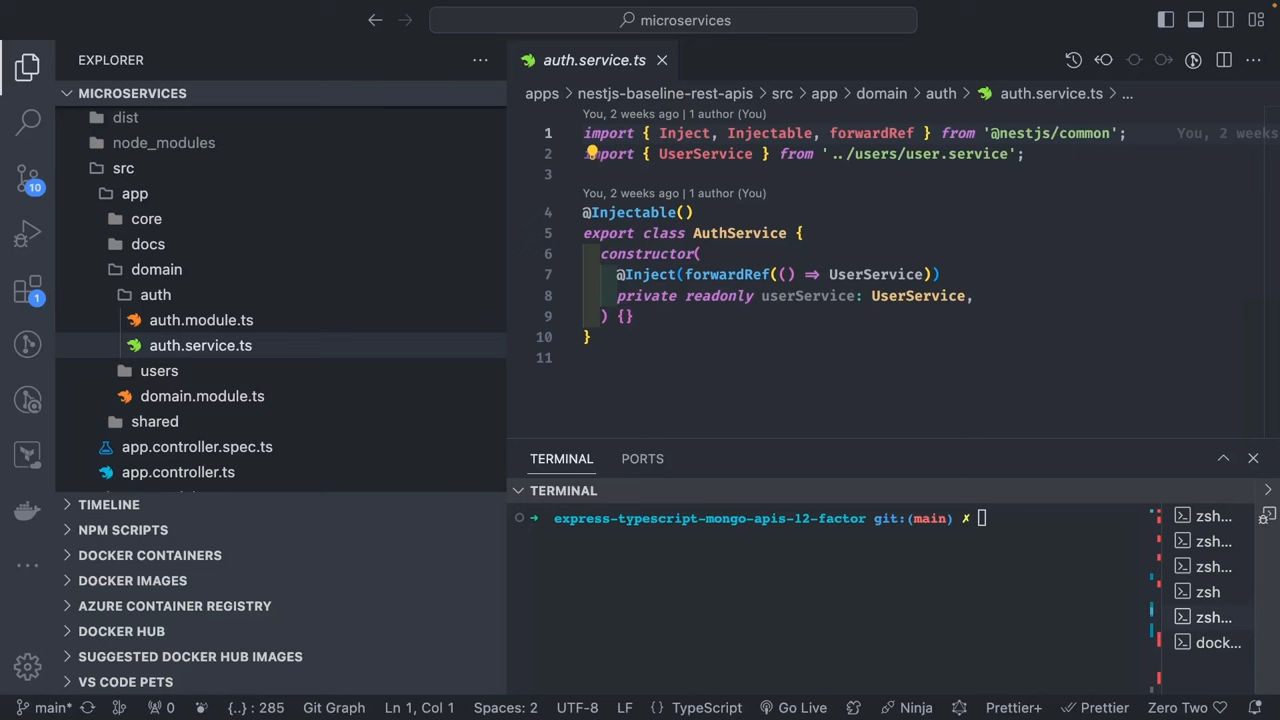 microservices
EXPLORER
MICROSERVICES
dist
node_modules
src
app
core
docs
domain
auth
auth.module.ts
auth.service.ts
users
domain.module.ts
shared
app.controller.spec.ts
app.controller.ts
TIMELINE
NPM SCRIPTS
DOCKER CONTAINERS
DOCKER IMAGES
AZURE CONTAINER REGISTRY
DOCKER HUB
SUGGESTED DOCKER HUB IMAGES
VS CODE PETS
10
1
auth.service.ts
apps > nestjs-baseline-rest-apis > src > app > domain > auth > auth.service.ts > ...
You, 2 weeks ago | 1 author (You)
1 import { Inject, Injectable, forwardRef } from '@nestjs/common'; You, 2 weeks
2 import { UserService } from '../users/user.service';
3
You, 2 weeks ago | 1 author (You)
4 @Injectable()
5 export class AuthService {
6 constructor(
7 @Inject(forwardRef(() => UserService))
8 private readonly userService: UserService,
9 ) {}
10 }
11
TERMINAL PORTS
TERMINAL
→ express-typescript-mongo-apis-12-factor git:(main) ✗
zsh...
zsh...
zsh...
zsh
zsh...
dock...
main* 0 {..} : 285 Git Graph Ln 1, Col 1 Spaces: 2 UTF-8 LF {} TypeScript Go Live Ninja Prettier+ Prettier Zero Two